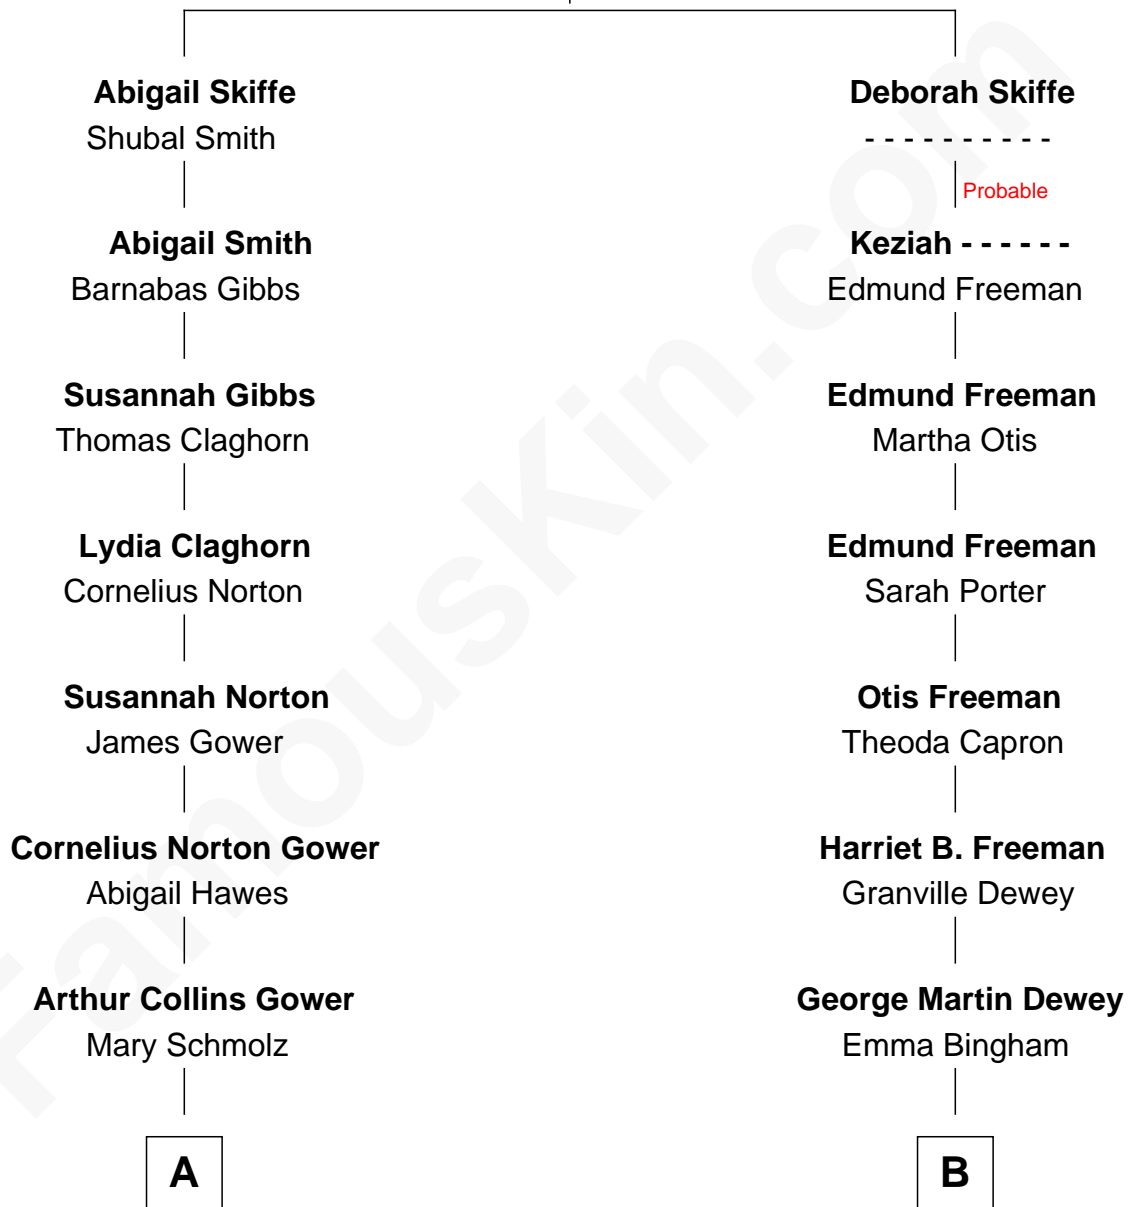 Abigail Skiffe
Shubal Smith
Abigail Smith
Barnabas Gibbs
Susannah Gibbs
Thomas Claghorn
Lydia Claghorn
Cornelius Norton
Susannah Norton
James Gower
Cornelius Norton Gower
Abigail Hawes
Arthur Collins Gower
Mary Schmolz
A
Deborah Skiffe
- - - - - - - - - -
Probable
Keziah - - - - - -
Edmund Freeman
Edmund Freeman
Martha Otis
Edmund Freeman
Sarah Porter
Otis Freeman
Theoda Capron
Harriet B. Freeman
Granville Dewey
George Martin Dewey
Emma Bingham
B
FamousKin.com